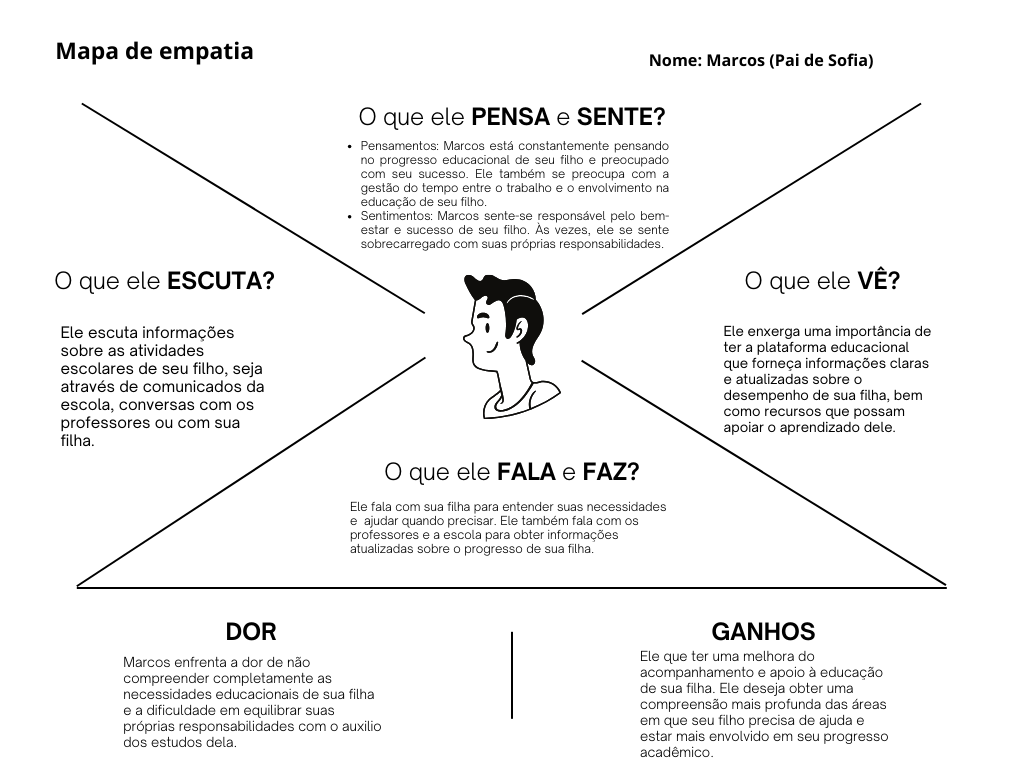 Mapa de empatia
Nome: Marcos (Pai de Sofia)
O que ele PENSA e SENTE?
• Pensamentos: Marcos está constantemente pensando
no progresso educacional de seu filho e preocupado
com seu sucesso. Ele também se preocupa com a
gestão do tempo entre o trabalho e o envolvimento na
educação de seu filho.
• Sentimentos: Marcos sente-se responsável pelo bem-
estar e sucesso de seu filho. Às vezes, ele se sente
sobrecarregado com suas próprias responsabilidades.
O que ele ESCUTA?
Ele escuta informações
sobre as atividades
escolares de seu filho, seja
através de comunicados da
escola, conversas com os
professores ou com sua
filha.
O que ele VÊ?
Ele enxerga uma importância de
ter a plataforma educacional
que forneça informações claras
e atualizadas sobre o
desempenho de sua filha, bem
como recursos que possam
apoiar o aprendizado dele.
O que ele FALA e FAZ?
Ele fala com sua filha para entender suas necessidades
e ajudar quando precisar. Ele também fala com os
professores e a escola para obter informações
atualizadas sobre o progresso de sua filha.
DOR
Marcos enfrenta a dor de não
compreender completamente as
necessidades educacionais de sua filha
e a dificuldade em equilibrar suas
próprias responsabilidades com o auxilio
dos estudos dela.
GANHOS
Ele que ter uma melhora do
acompanhamento e apoio à educação
de sua filha. Ele deseja obter uma
compreensão mais profunda das áreas
em que seu filho precisa de ajuda e
estar mais envolvido em seu progresso
acadêmico.